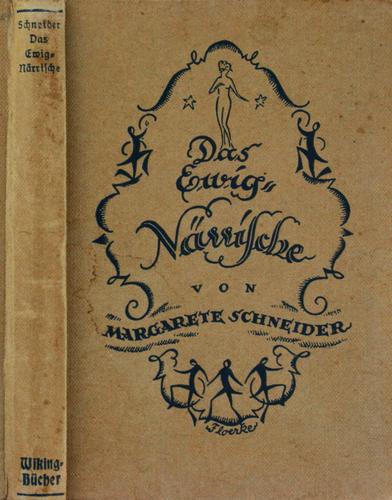 Schneider
Das
Ewig-
Närrische
Wiking-
Bücher
Das
Ewig-
Närrische
VON
MARGARETE SCHNEIDER
Floerke